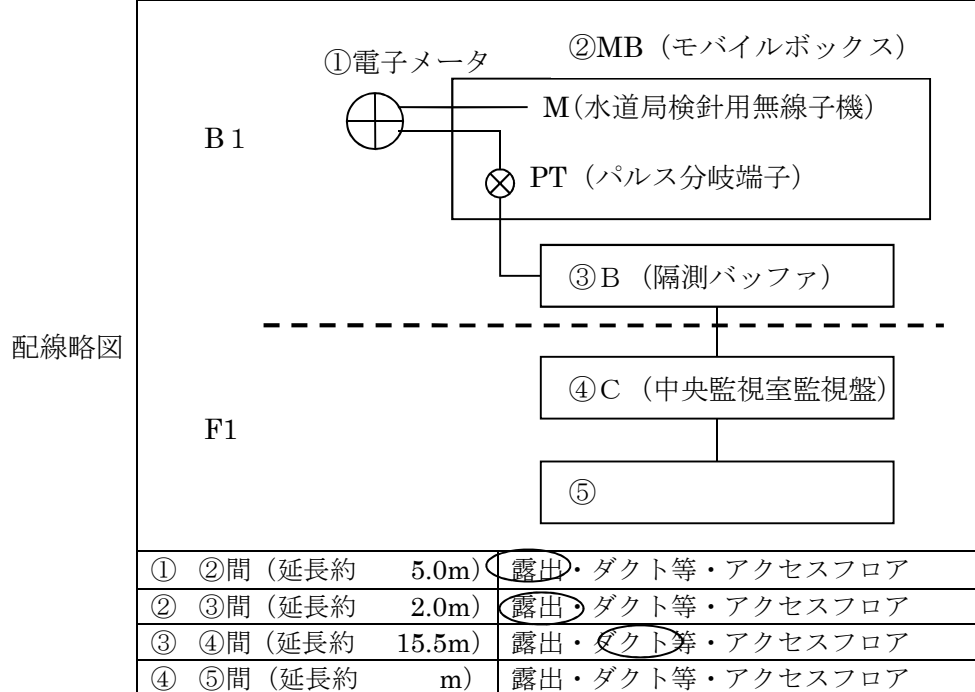 ②MB（モバイルボックス）
①電子メータ
M(水道局検針用無線子機)
B１
PT（パルス分岐端子）
③Ｂ（隔測バッファ）
配線略図
④Ｃ（中央監視室監視盤)
F1
⑤
① ②間（延長約 5.0m） 露出・ダクト等・アクセスフロア
② ③間（延長約 2.0m） 露出・ダクト等・アクセスフロア
③ ④間（延長約 15.5m） 露出・ダクト等・アクセスフロア
④ ⑤間（延長約 m） 露出・ダクト等・アクセスフロア